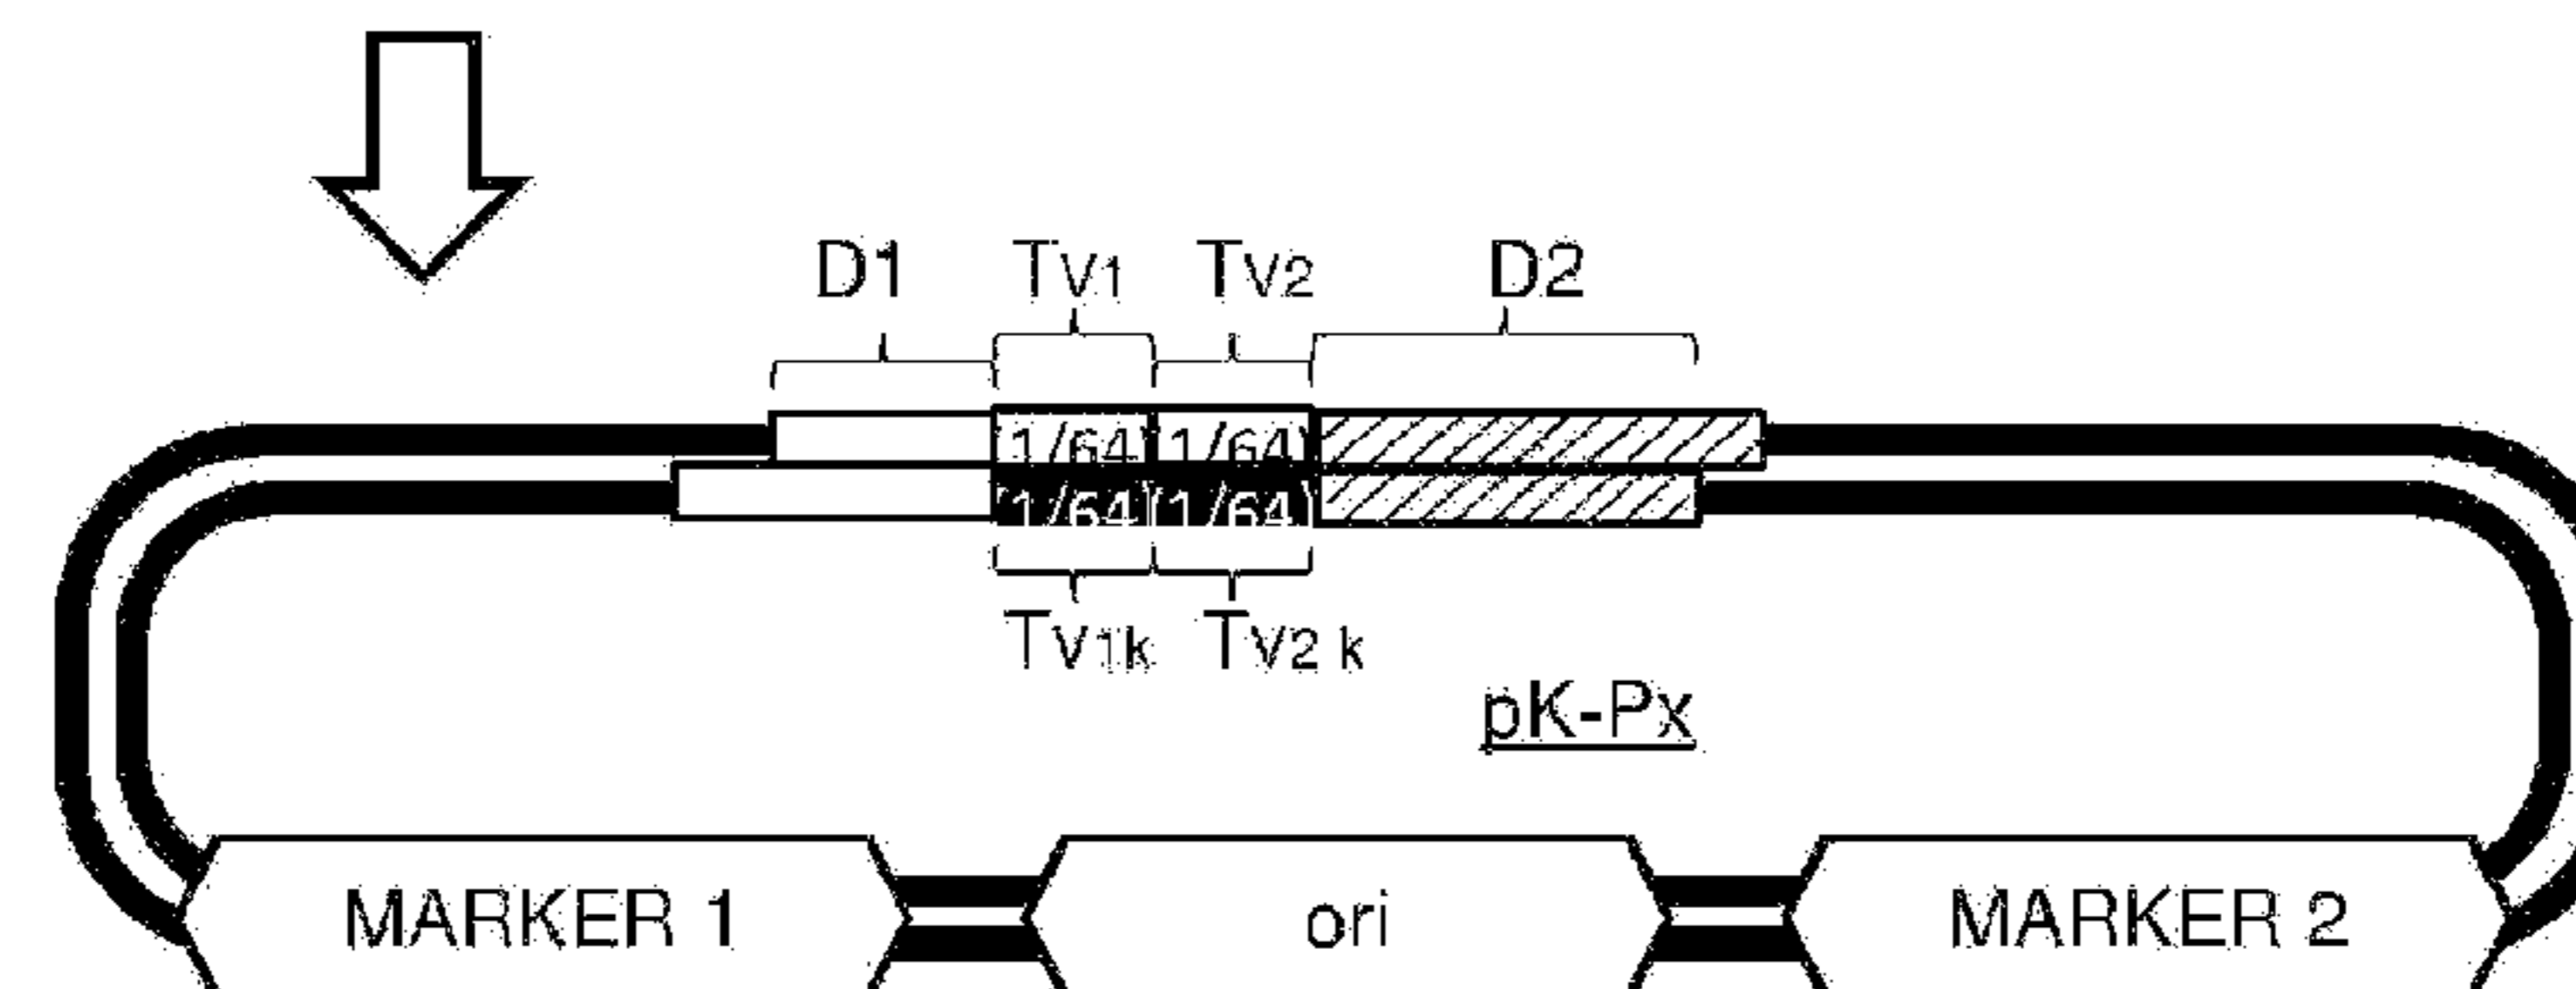 D1 TV1 TV2 D2
1/64 1/64
1/64 1/64
TV1k TV2 k
pK-Px
MARKER 1 ori MARKER 2